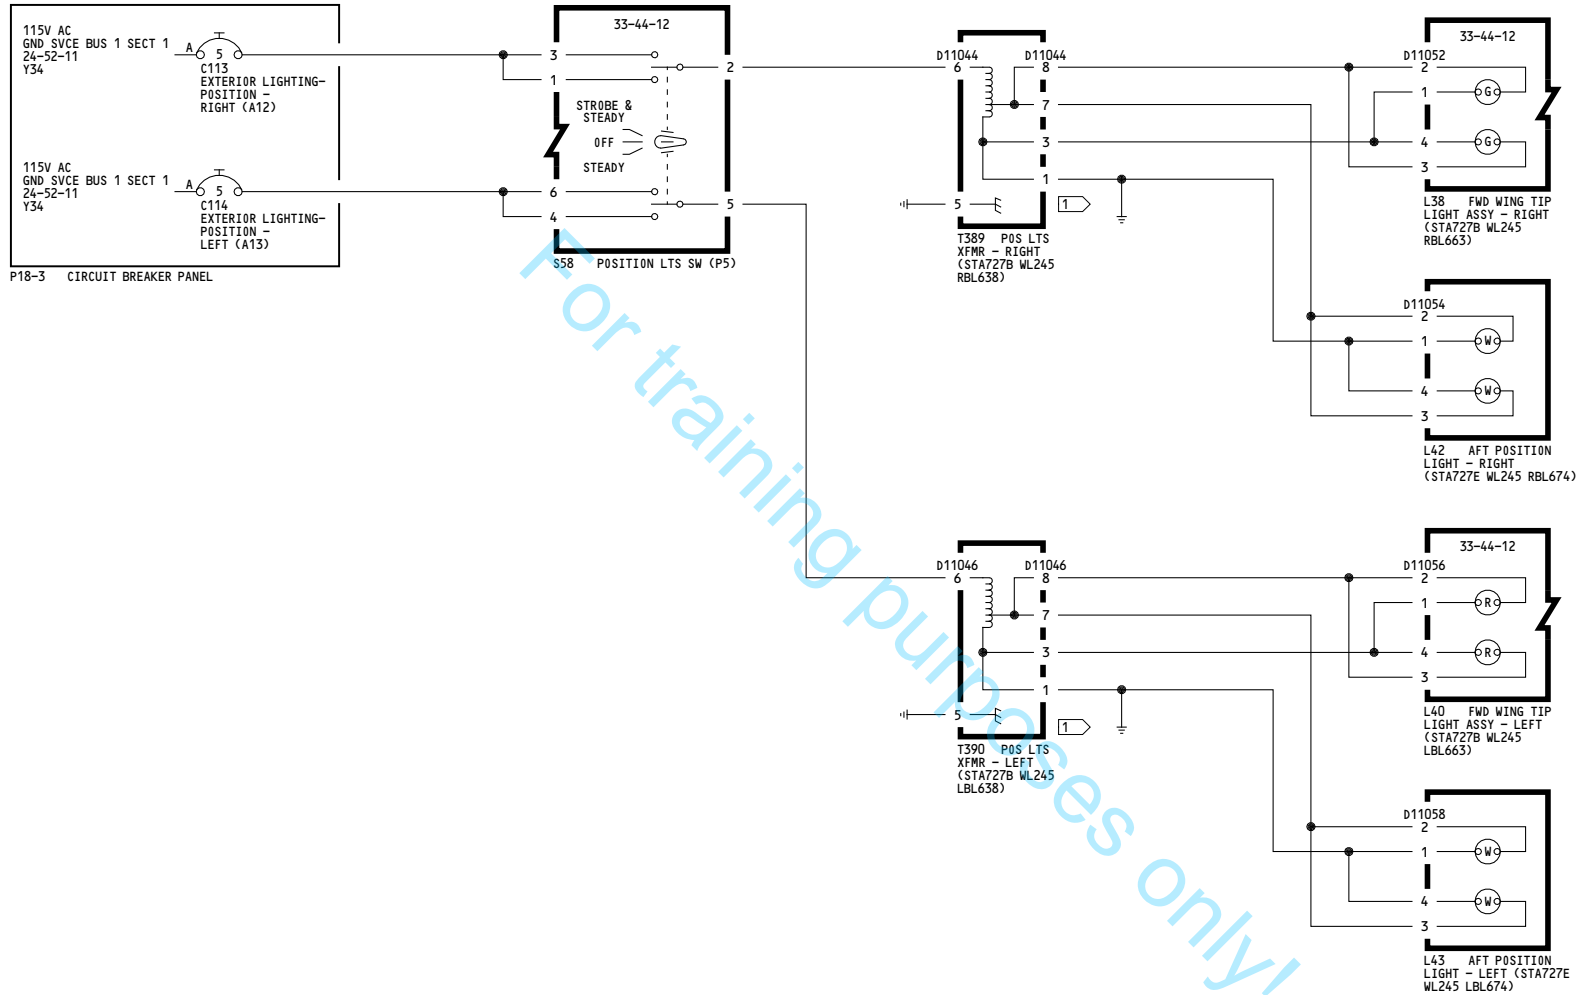 115V AC
GND SVCE BUS 1 SECT 1
24-52-11
Y34
A
5
C113
EXTERIOR LIGHTING-
POSITION -
RIGHT (A12)
115V AC
GND SVCE BUS 1 SECT 1
24-52-11
Y34
A
5
C114
EXTERIOR LIGHTING-
POSITION -
LEFT (A13)
P18-3 CIRCUIT BREAKER PANEL
33-44-12
3
1
2
STROBE &
STEADY
OFF
STEADY
6
4
5
S58 POSITION LTS SW (P5)
D11044
6
D11044
8
7
3
1
5
1
T389 POS LTS
XFMR - RIGHT
(STA727B WL245
RBL638)
33-44-12
D11052
2
1
G
4
G
3
L38 FWD WING TIP
LIGHT ASSY - RIGHT
(STA727B WL245
RBL663)
D11054
2
1
W
4
W
3
L42 AFT POSITION
LIGHT - RIGHT
(STA727E WL245 RBL674)
D11046
6
D11046
8
7
3
1
5
1
T390 POS LTS
XFMR - LEFT
(STA727B WL245
LBL638)
33-44-12
D11056
2
1
R
4
R
3
L40 FWD WING TIP
LIGHT ASSY - LEFT
(STA727B WL245
LBL663)
D11058
2
1
W
4
W
3
L43 AFT POSITION
LIGHT - LEFT (STA727E
WL245 LBL674)
For training purposes only!